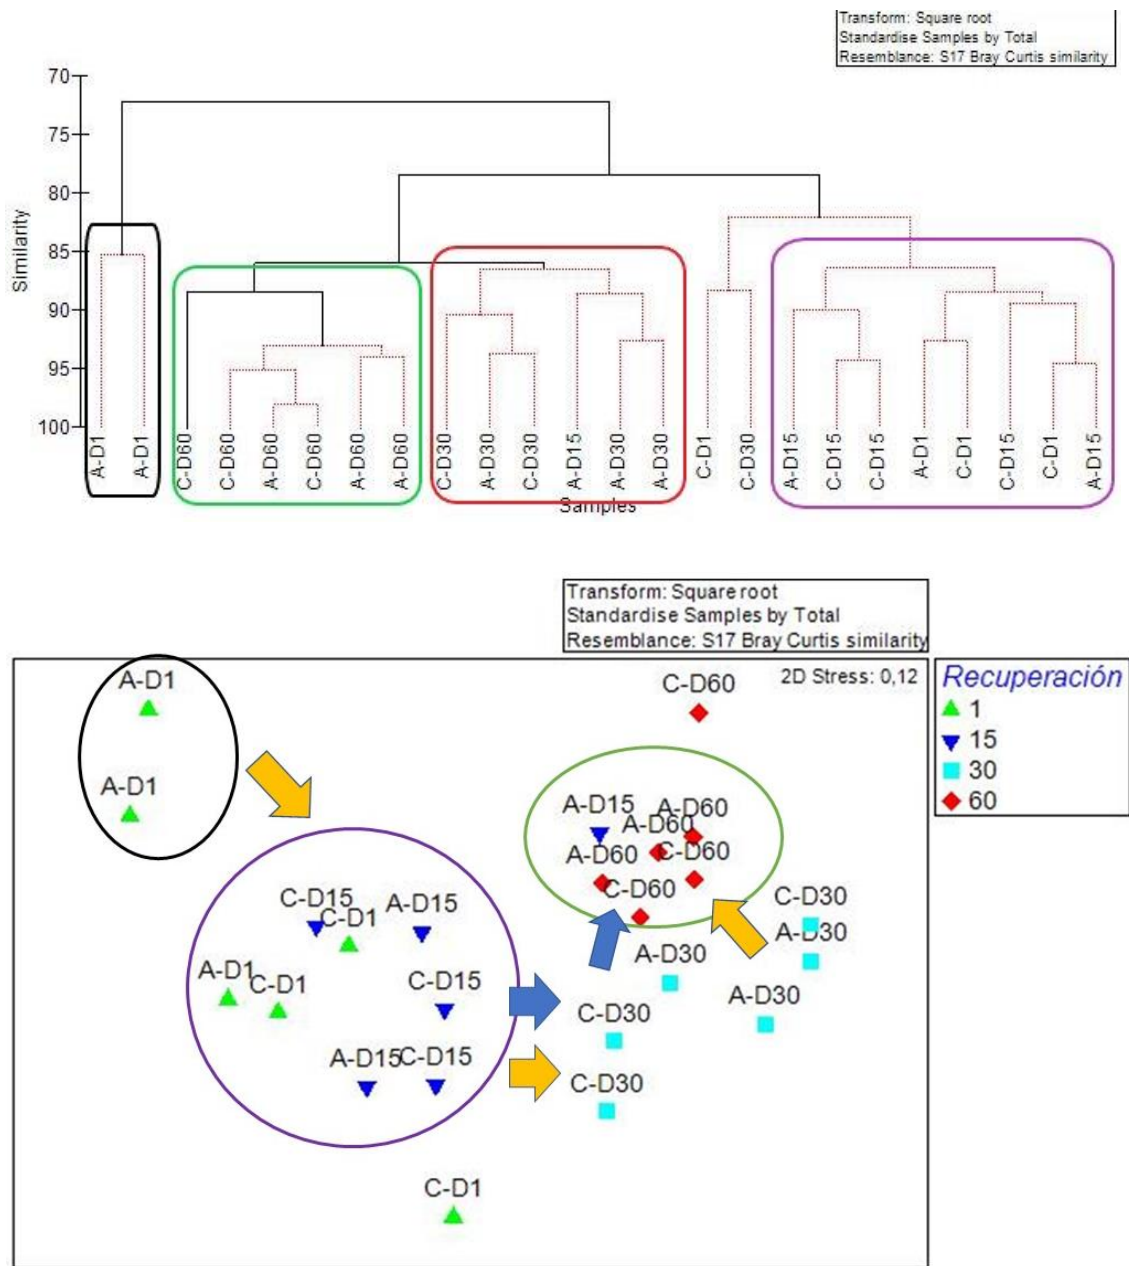 Transform: Square root
Standardise Samples by Total
Resemblance: S17 Bray Curtis similarity
70
75
80
85
90
95
100
Similarity
A-D1
A-D1
C-D60
C-D60
A-D60
C-D60
A-D60
A-D60
C-D30
A-D30
C-D30
A-D15
A-D30
A-D30
C-D1
C-D30
A-D15
C-D15
C-D15
A-D1
C-D1
C-D15
C-D1
A-D15
Samples
Transform: Square root
Standardise Samples by Total
Resemblance: S17 Bray Curtis similarity
2D Stress: 0,12
Recuperación
1
15
30
60
A-D1
C-D60
A-D1
A-D15
A-D60
A-D60
A-D60
C-D60
C-D60
C-D15
C-D1
A-D15
C-D30
A-D30
A-D1
C-D1
C-D15
A-D30
A-D30
C-D30
A-D15
C-D15
C-D30
C-D1